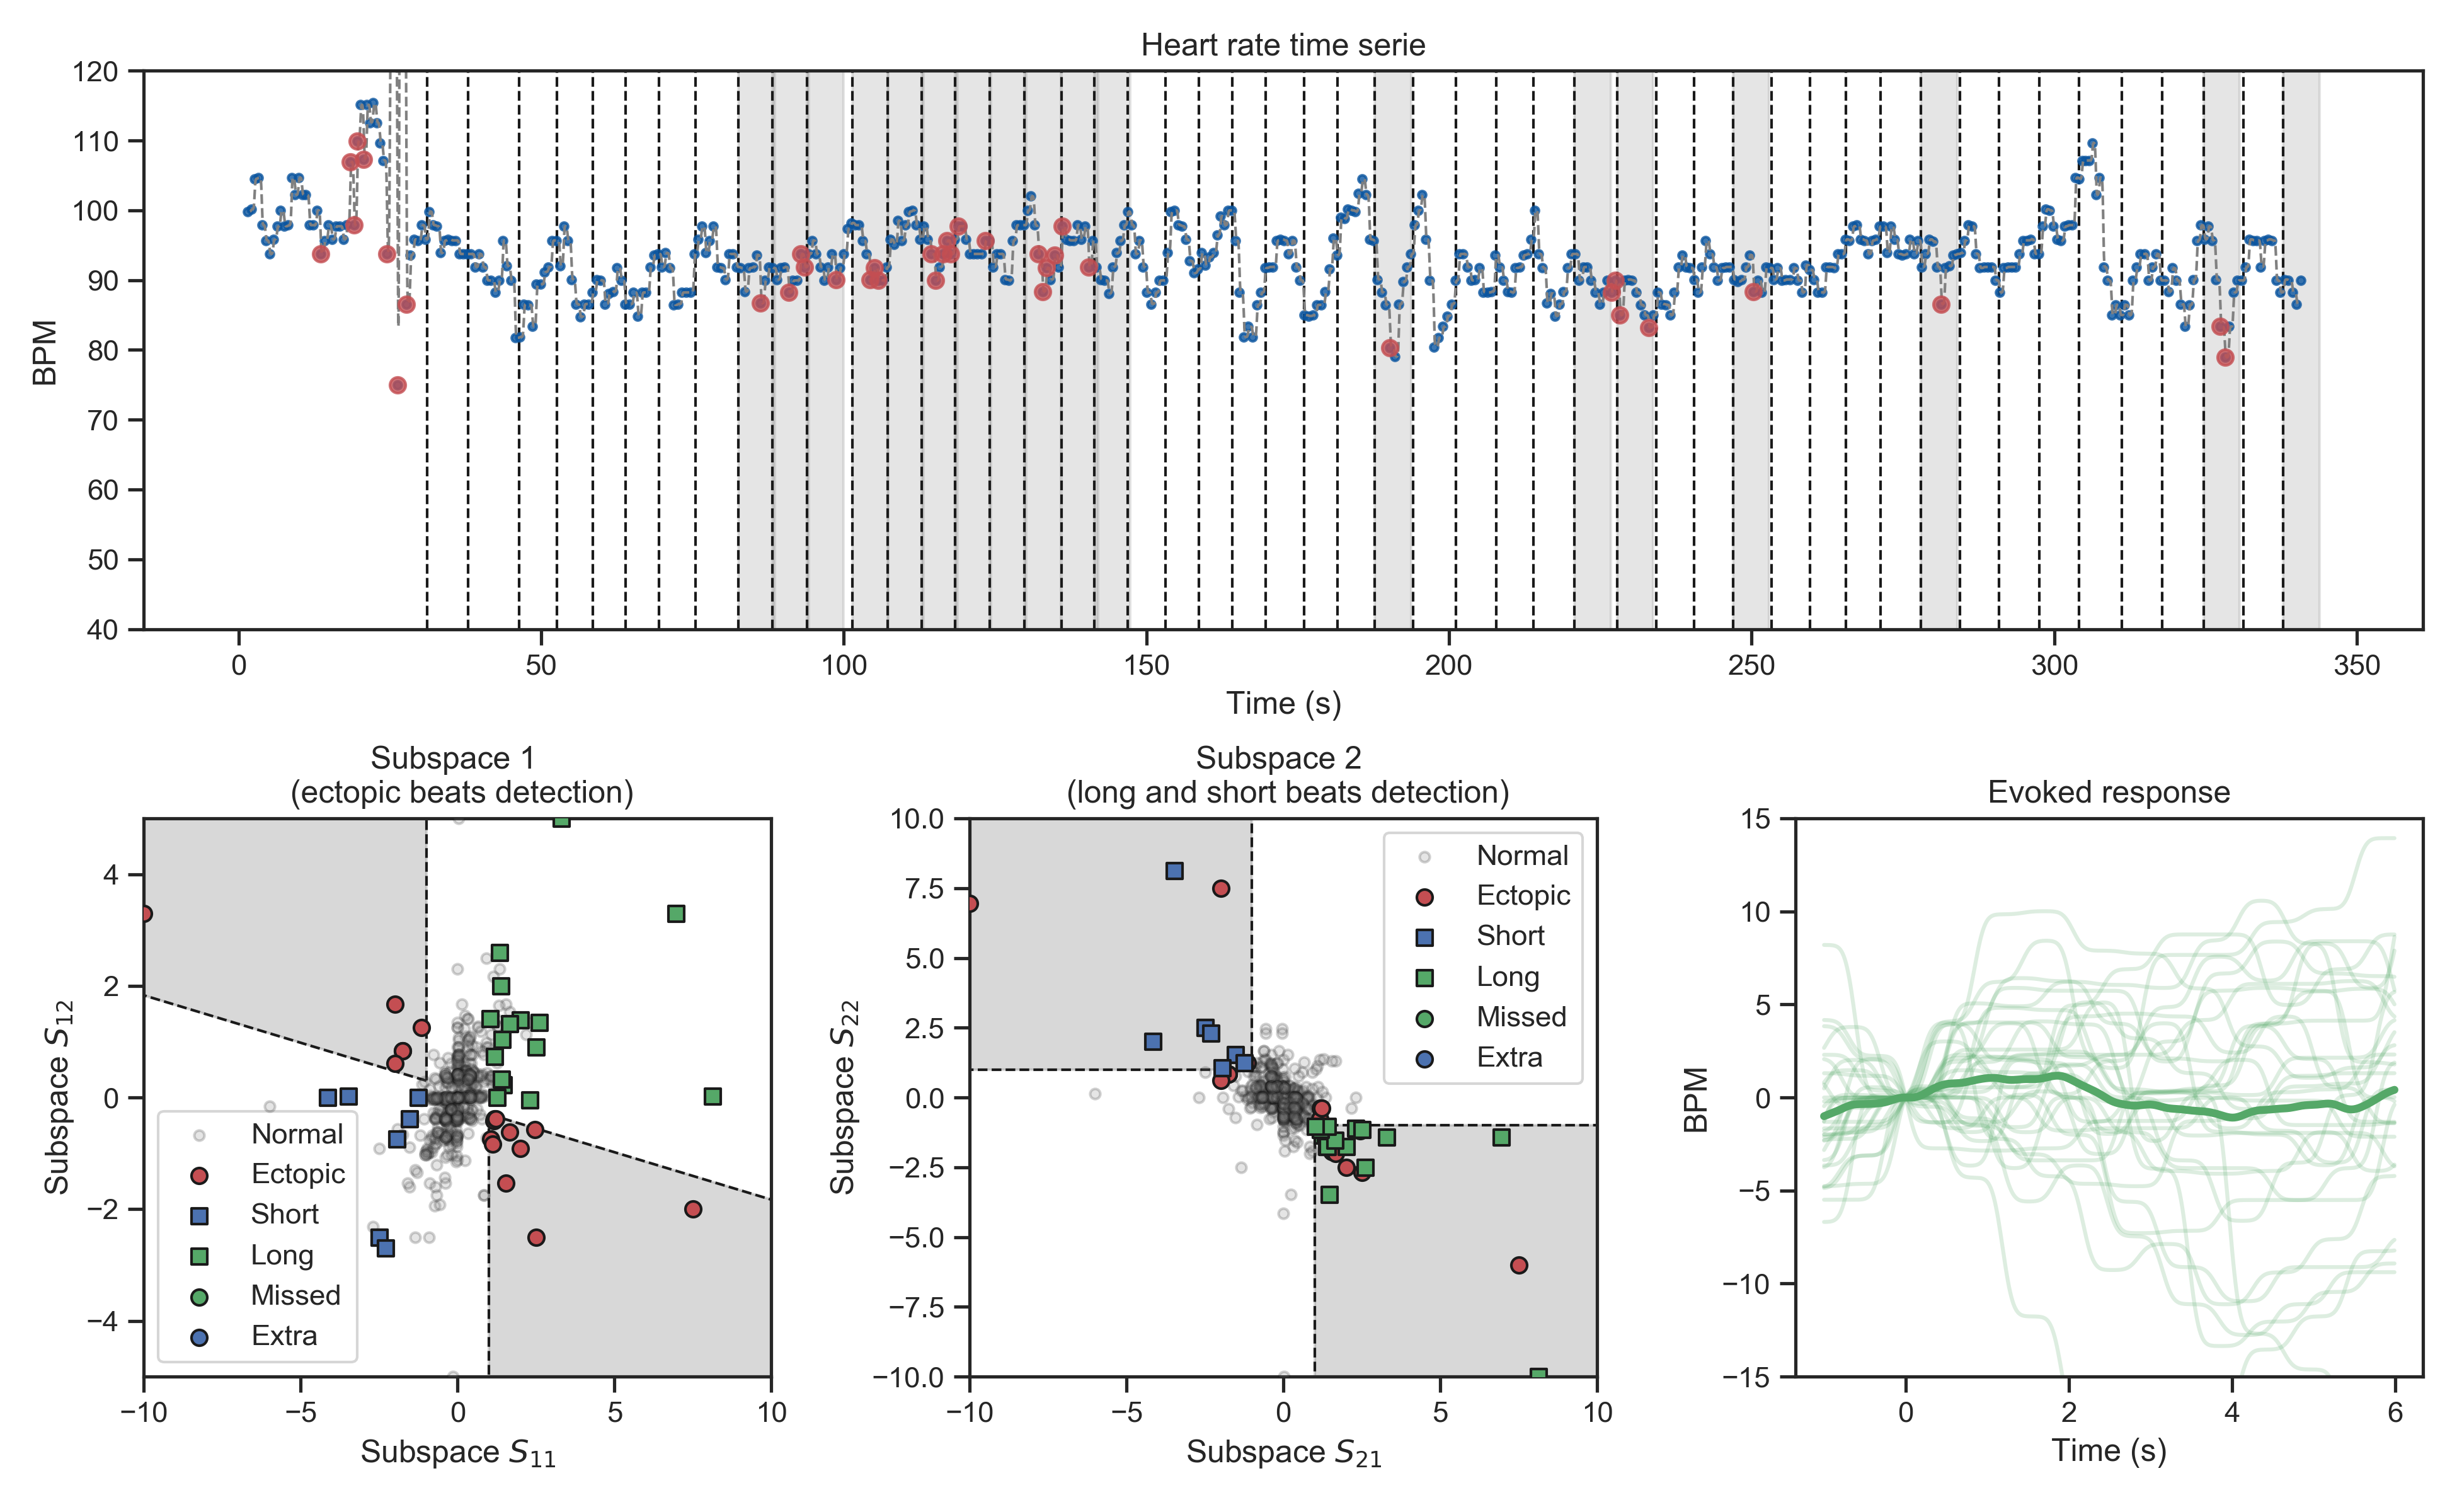 Heart rate time serie
120
110
100
90
80
70
60
50
40
BPM
0 50 100 150 200 250 300 350
Time (s)
Subspace 1
(ectopic beats detection)
4
2
0
−2
−4
Subspace S12
Normal
Ectopic
Short
Long
Missed
Extra
−10 −5 0 5 10
Subspace S11
Subspace 2
(long and short beats detection)
10.0
7.5
5.0
2.5
0.0
−2.5
−5.0
−7.5
−10.0
Subspace S22
Normal
Ectopic
Short
Long
Missed
Extra
−10 −5 0 5 10
Subspace S21
Evoked response
15
10
5
0
−5
−10
−15
BPM
0 2 4 6
Time (s)